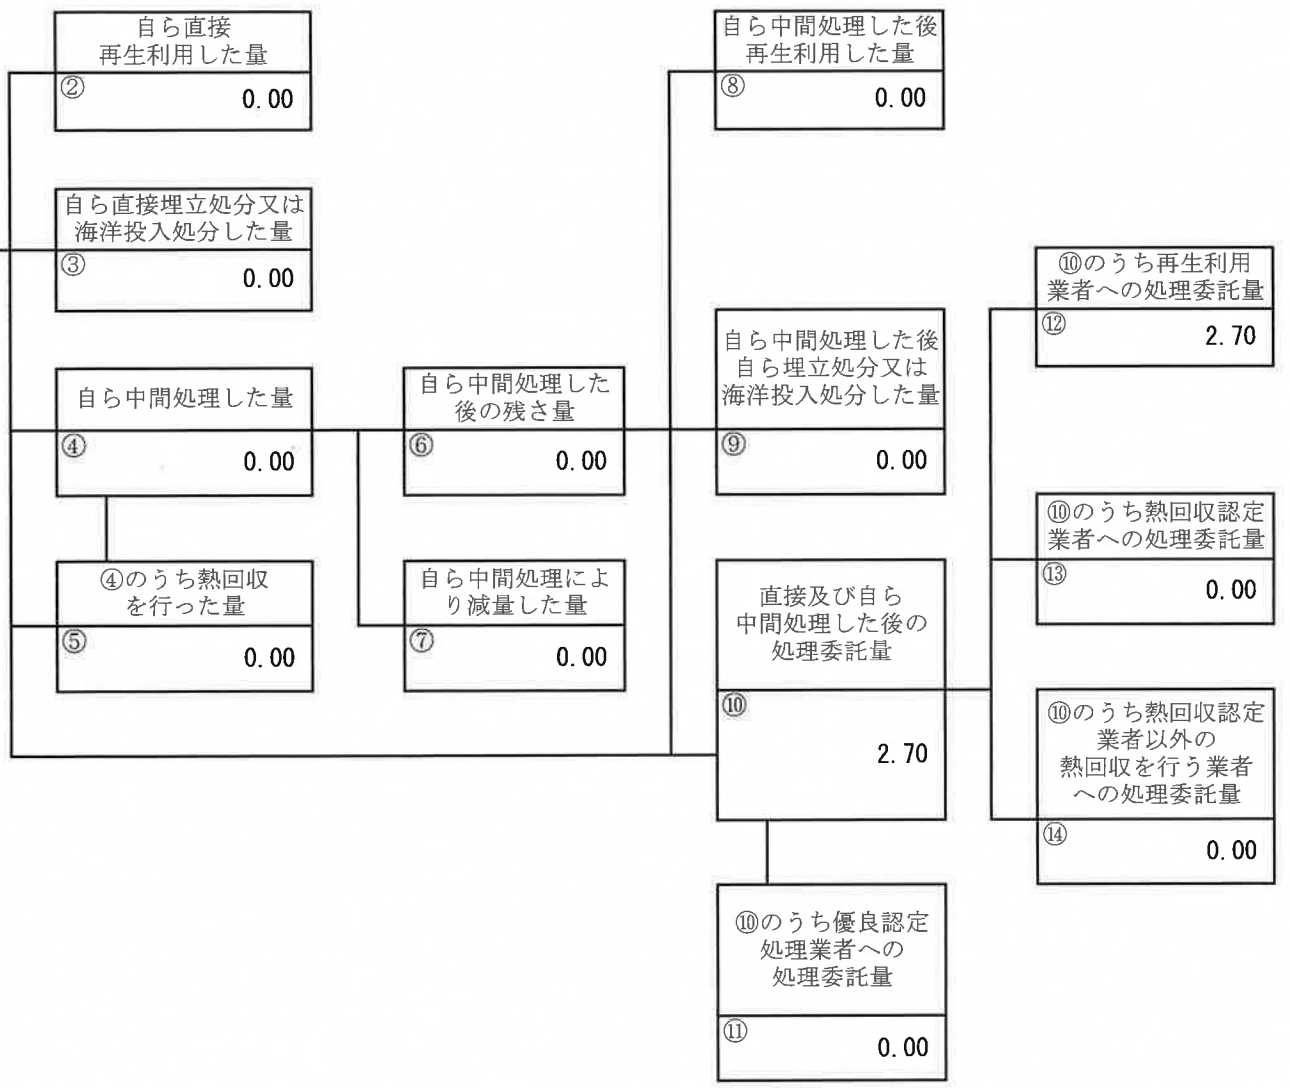 自ら直接
再生利用した量
②
0.00
自ら直接埋立処分又は
海洋投入処分した量
③
0.00
自ら中間処理した量
④
0.00
④のうち熱回収
を行った量
⑤
0.00
自ら中間処理した
後の残さ量
⑥
0.00
自ら中間処理によ
り減量した量
⑦
0.00
自ら中間処理した後
再生利用した量
⑧
0.00
自ら中間処理した後
自ら埋立処分又は
海洋投入処分した量
⑨
0.00
直接及び自ら
中間処理した後の
処理委託量
⑩
2.70
⑩のうち優良認定
処理業者への
処理委託量
⑪
0.00
⑩のうち再生利用
業者への処理委託量
⑫
2.70
⑩のうち熱回収認定
業者への処理委託量
⑬
0.00
⑩のうち熱回収認定
業者以外の
熱回収を行う業者
への処理委託量
⑭
0.00